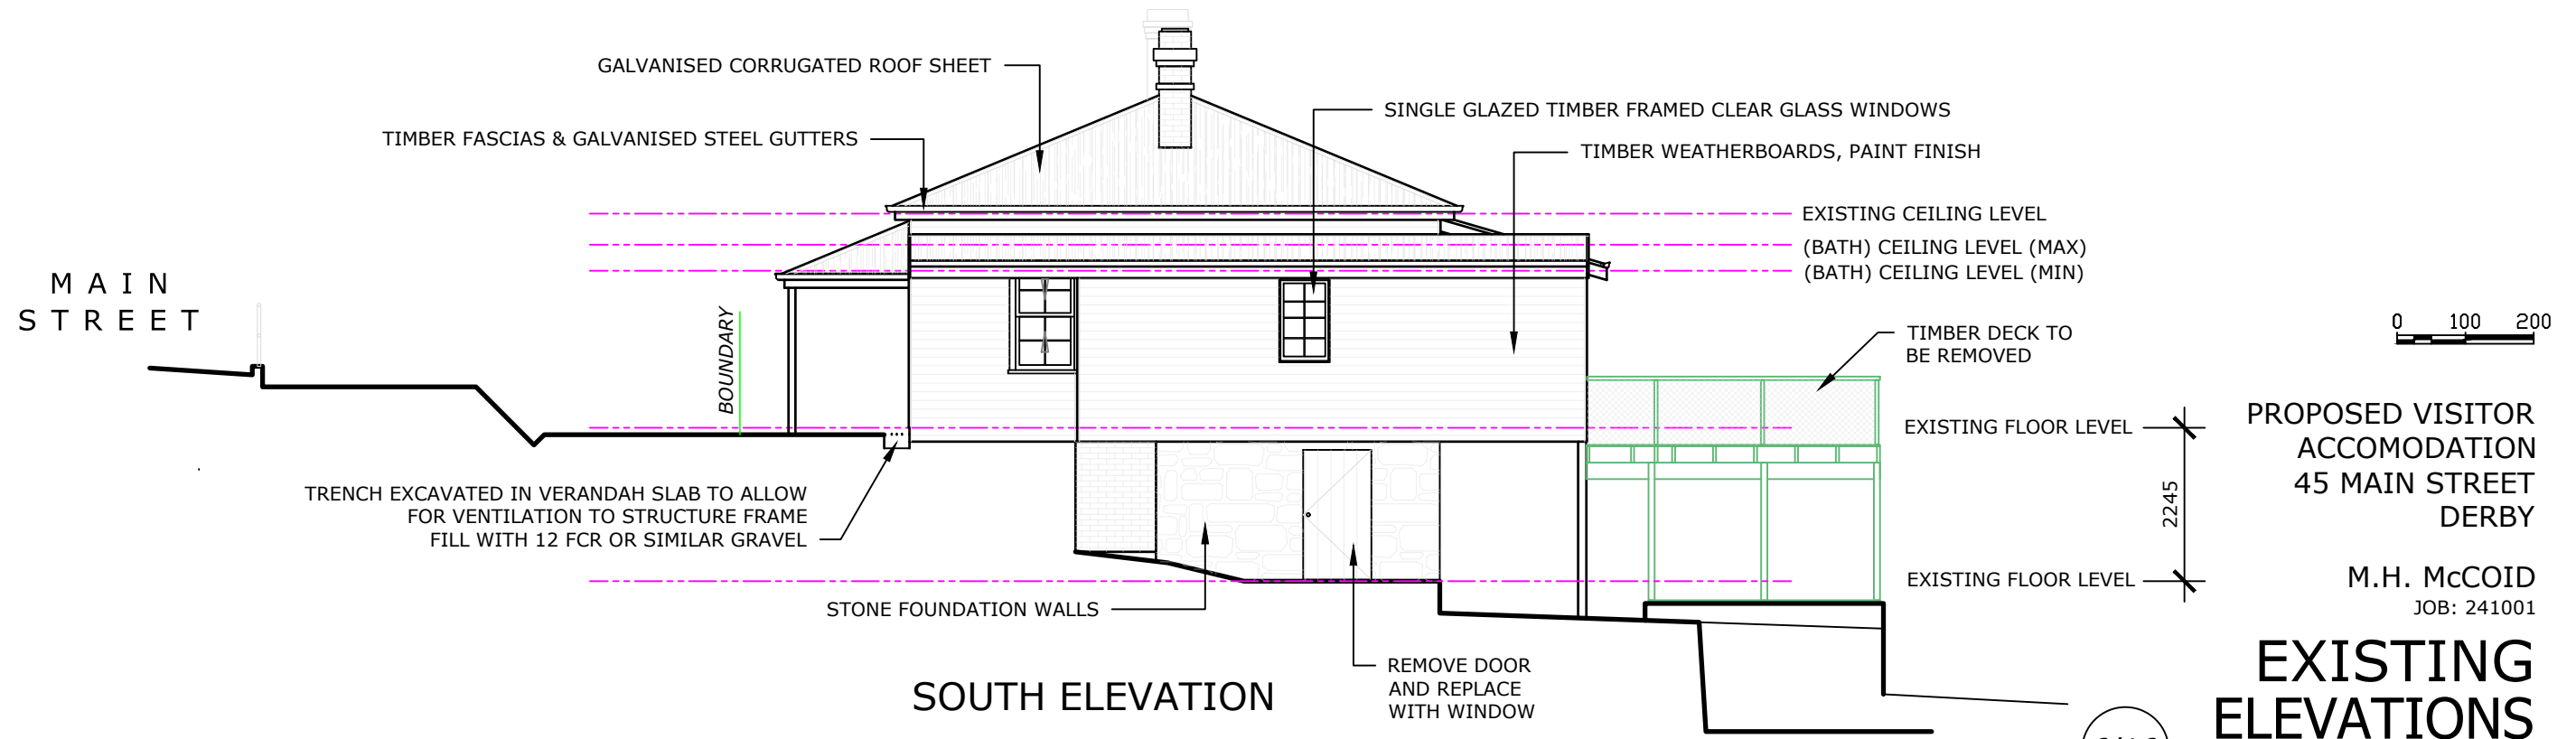 GALVANISED CORRUGATED ROOF SHEET
TIMBER FASCIAS & GALVANISED STEEL GUTTERS
SINGLE GLAZED TIMBER FRAMED CLEAR GLASS WINDOWS
TIMBER WEATHERBOARDS, PAINT FINISH
EXISTING CEILING LEVEL
(BATH) CEILING LEVEL (MAX)
(BATH) CEILING LEVEL (MIN)
MAIN
STREET
BOUNDARY
TIMBER DECK TO
BE REMOVED
0 100 200
EXISTING FLOOR LEVEL
2245
EXISTING FLOOR LEVEL
TRENCH EXCAVATED IN VERANDAH SLAB TO ALLOW
FOR VENTILATION TO STRUCTURE FRAME
FILL WITH 12 FCR OR SIMILAR GRAVEL
STONE FOUNDATION WALLS
REMOVE DOOR
AND REPLACE
WITH WINDOW
SOUTH ELEVATION
PROPOSED VISITOR
ACCOMODATION
45 MAIN STREET
DERBY
M.H. McCOID
JOB: 241001
EXISTING
ELEVATIONS